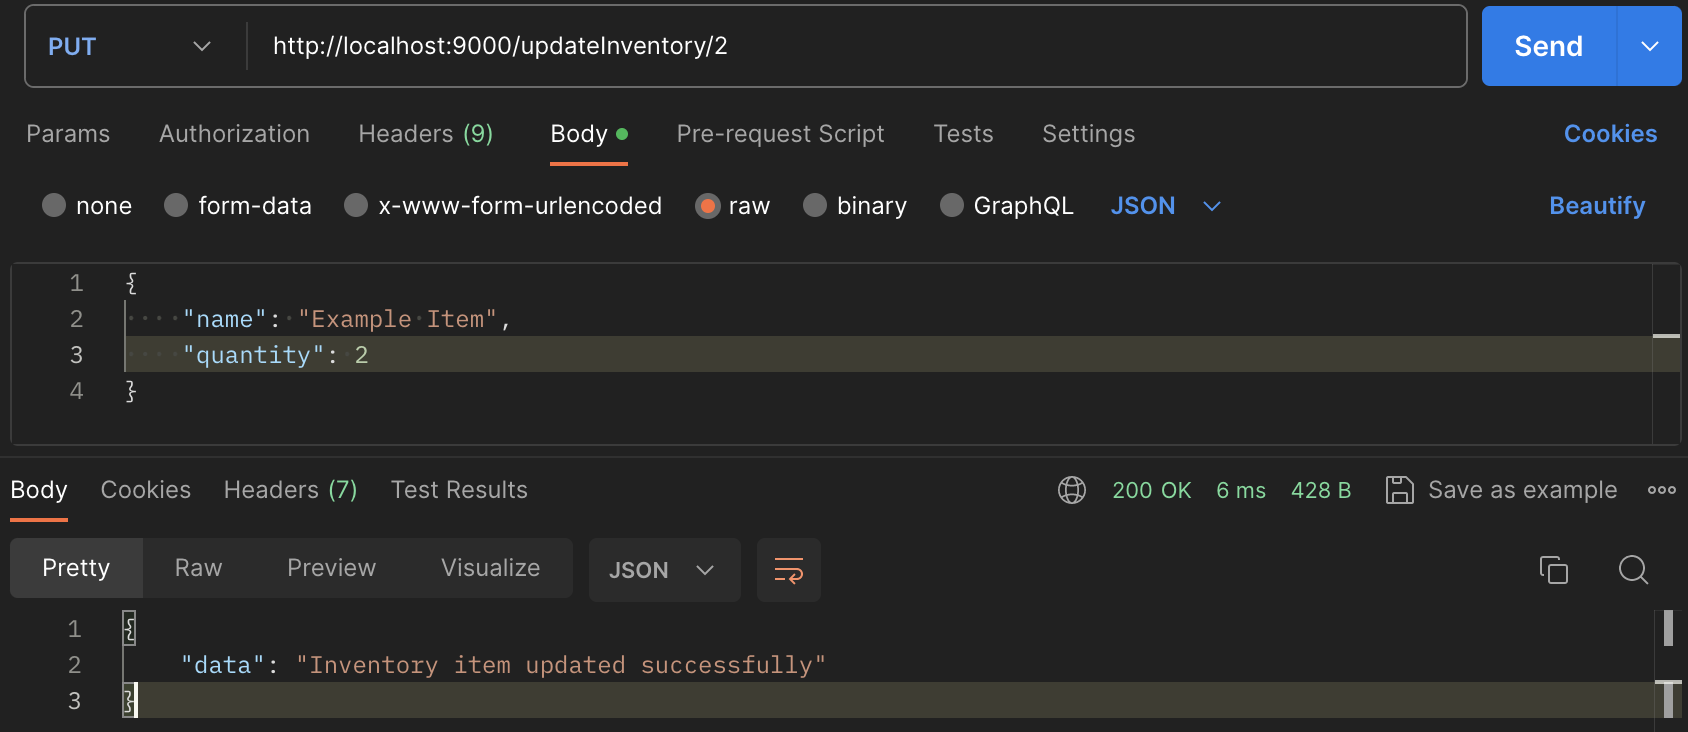 PUT http://localhost:9000/updateInventory/2 Send
Params Authorization Headers (9) Body Pre-request Script Tests Settings Cookies
none form-data x-www-form-urlencoded raw binary GraphQL JSON Beautify
1 {
2 "name": "Example Item",
3 "quantity": 2
4 }
Body Cookies Headers (7) Test Results 200 OK 6 ms 428 B Save as example
Pretty Raw Preview Visualize JSON
1 {
2 "data": "Inventory item updated successfully"
3 }